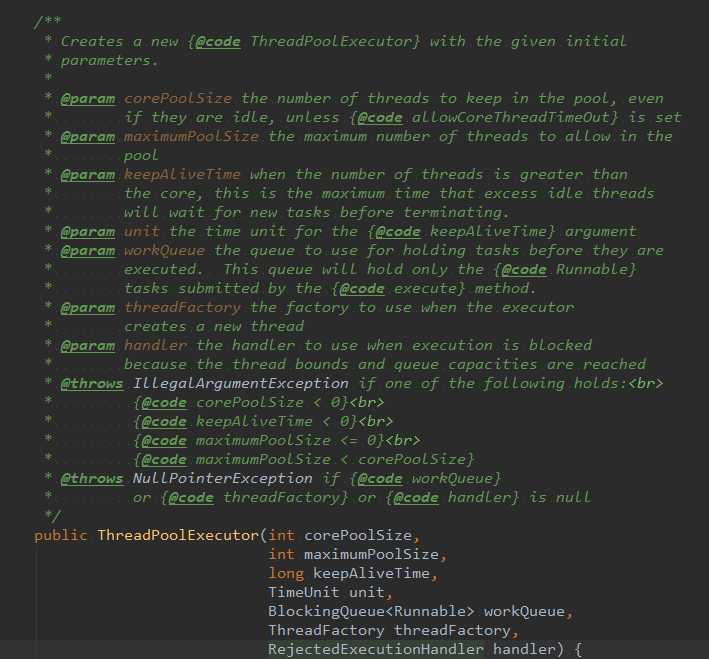 /**
 * Creates a new {@code ThreadPoolExecutor} with the given initial
 * parameters.
 *
 * @param corePoolSize the number of threads to keep in the pool, even
 *        if they are idle, unless {@code allowCoreThreadTimeOut} is set
 * @param maximumPoolSize the maximum number of threads to allow in the
 *        pool
 * @param keepAliveTime when the number of threads is greater than
 *        the core, this is the maximum time that excess idle threads
 *        will wait for new tasks before terminating.
 * @param unit the time unit for the {@code keepAliveTime} argument
 * @param workQueue the queue to use for holding tasks before they are
 *        executed.  This queue will hold only the {@code Runnable}
 *        tasks submitted by the {@code execute} method.
 * @param threadFactory the factory to use when the executor
 *        creates a new thread
 * @param handler the handler to use when execution is blocked
 *        because the thread bounds and queue capacities are reached
 * @throws IllegalArgumentException if one of the following holds:<br>
 *         {@code corePoolSize < 0}<br>
 *         {@code keepAliveTime < 0}<br>
 *         {@code maximumPoolSize <= 0}<br>
 *         {@code maximumPoolSize < corePoolSize}
 * @throws NullPointerException if {@code workQueue}
 *         or {@code threadFactory} or {@code handler} is null
 */
public ThreadPoolExecutor(int corePoolSize,
                          int maximumPoolSize,
                          long keepAliveTime,
                          TimeUnit unit,
                          BlockingQueue<Runnable> workQueue,
                          ThreadFactory threadFactory,
                          RejectedExecutionHandler handler) {